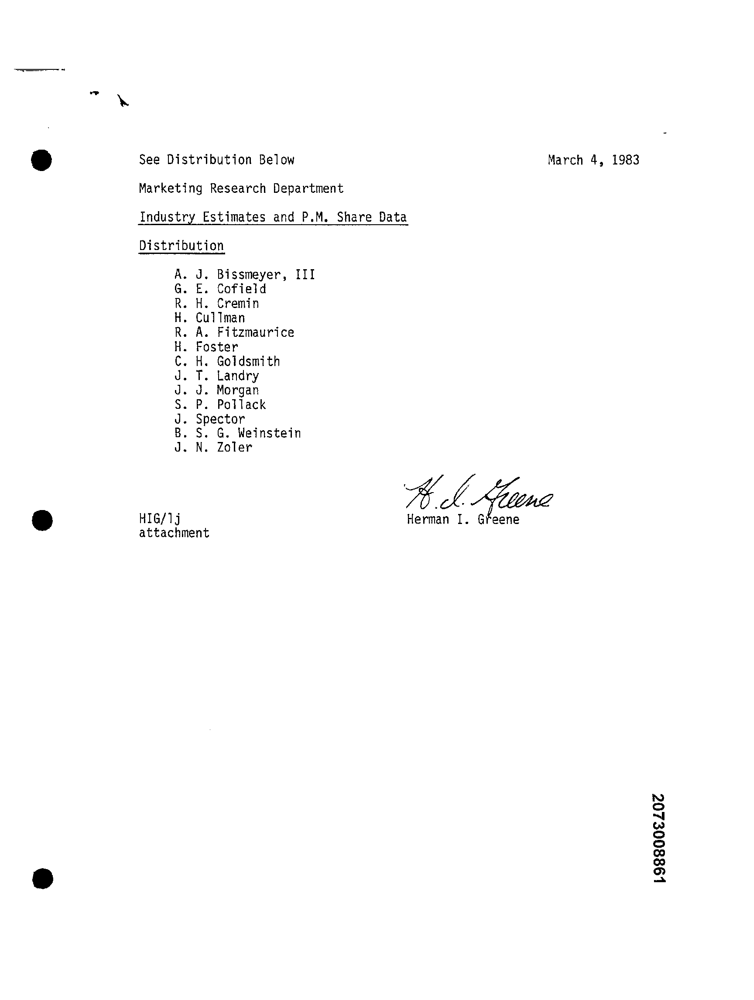 See Distribution Below March 4, 1983
Marketing Research Department
Industry Estimates and P.M. Share Data
Distribution
A. J. Bissmeyer, III
G. E. Cofield
R. H. Cremin
H. Cullman
R. A. Fitzmaurice
H. Foster
C. H. Goldsmith
J. T. Landry
J. J. Morgan
S. P. Pollack
J. Spector
B. S. G. Weinstein
J. N. Zoler
H. I. Greene
HIG/lj Herman I. Greene
attachment
2073008861